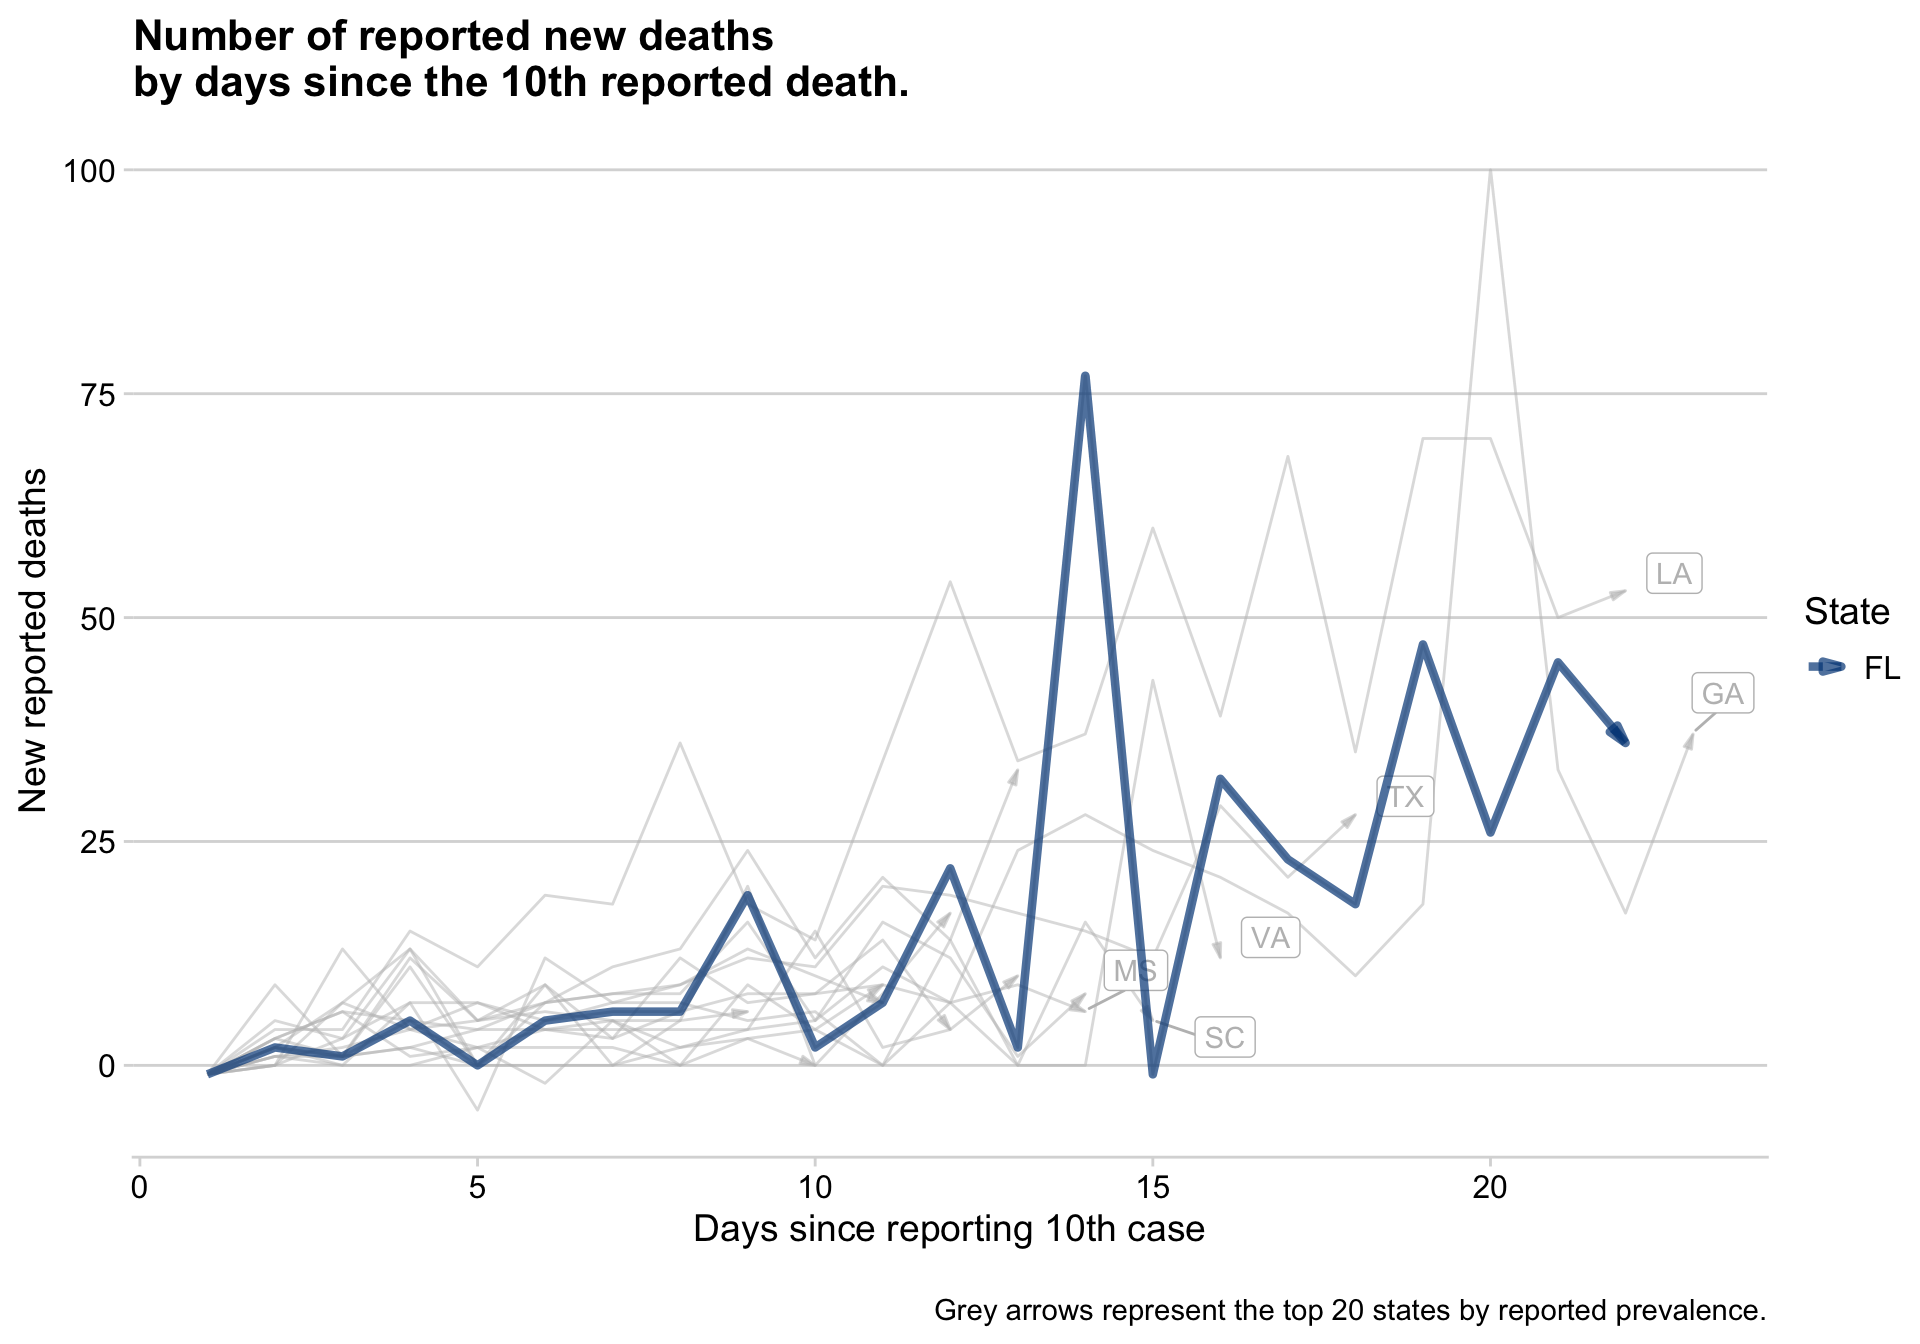 Number of reported new deaths
by days since the 10th reported death.
100
75
50
25
0
New reported deaths
LA
GA
TX
VA
MS
SC
State
FL
0 5 10 15 20
Days since reporting 10th case
Grey arrows represent the top 20 states by reported prevalence.